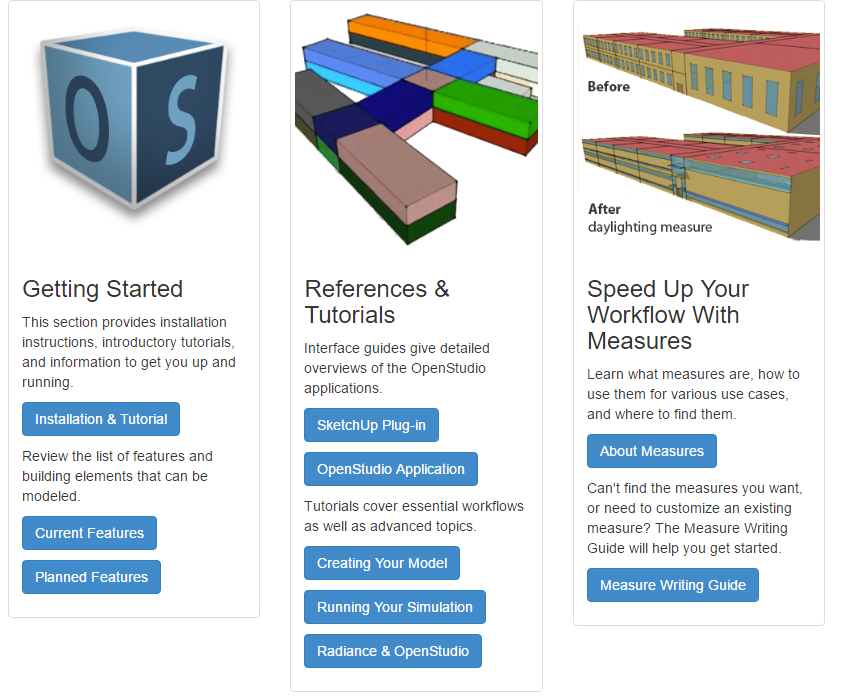 OS
Getting Started
This section provides installation
instructions, introductory tutorials,
and information to get you up and
running.
Installation & Tutorial
Review the list of features and
building elements that can be
modeled.
Current Features
Planned Features
References &
Tutorials
Interface guides give detailed
overviews of the OpenStudio
applications.
SketchUp Plug-in
OpenStudio Application
Tutorials cover essential workflows
as well as advanced topics.
Creating Your Model
Running Your Simulation
Radiance & OpenStudio
Before
After
daylighting measure
Speed Up Your
Workflow With
Measures
Learn what measures are, how to
use them for various use cases,
and where to find them.
About Measures
Can't find the measures you want,
or need to customize an existing
measure? The Measure Writing
Guide will help you get started.
Measure Writing Guide